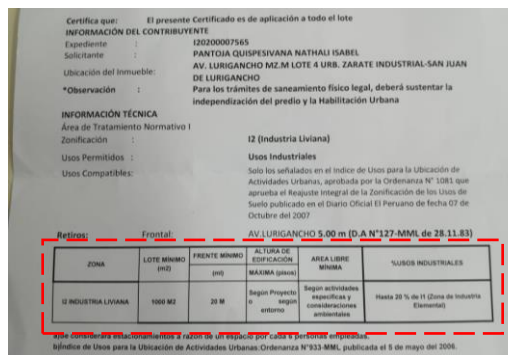 Certifica que: El presente Certificado es de aplicación a todo el lote
INFORMACIÓN DEL CONTRIBUYENTE
Expediente : I20200007565
Solicitante : PANTOJA QUISPESIVANA NATHALI ISABEL
Ubicación del Inmueble: AV. LURIGANCHO MZ.M LOTE 4 URB. ZARATE INDUSTRIAL-SAN JUAN
DE LURIGANCHO
*Observación : Para los trámites de saneamiento físico legal, deberá sustentar la
independización del predio y la Habilitación Urbana
INFORMACIÓN TÉCNICA
Área de Tratamiento Normativo I
Zonificación : I2 (Industria Liviana)
Usos Permitidos : Usos Industriales
Usos Compatibles: Solo los señalados en el Indice de Usos para la Ubicación de
Actividades Urbanas, aprobada por la Ordenanza N° 1081 que
aprueba el Reajuste Integral de la Zonificación de los Usos de
Suelo publicado en el Diario Oficial El Peruano de fecha 07 de
Octubre del 2007
Retiros: Frontal: AV.LURIGANCHO 5.00 m (D.A N°127-MML de 28.11.83)
ZONA
LOTE MÍNIMO
(m2)
FRENTE MÍNIMO
(ml)
ALTURA DE
EDIFICACIÓN
MÁXIMA (pisos)
AREA LIBRE
MÍNIMA
%USOS INDUSTRIALES
I2 INDUSTRIA LIVIANA
1000 M2
20 M
Según Proyecto
o según
entorno
Según actividades
específicas y
consideraciones
ambientales
Hasta 20 % de I1 (Zona de Industria
Elemental)
a)Se considerará estacionamientos a razón de un espacio por cada 6 personas empleadas.
b)Índice de Usos para la Ubicación de Actividades Urbanas:Ordenanza N°933-MML publicada el 5 de mayo del 2006.